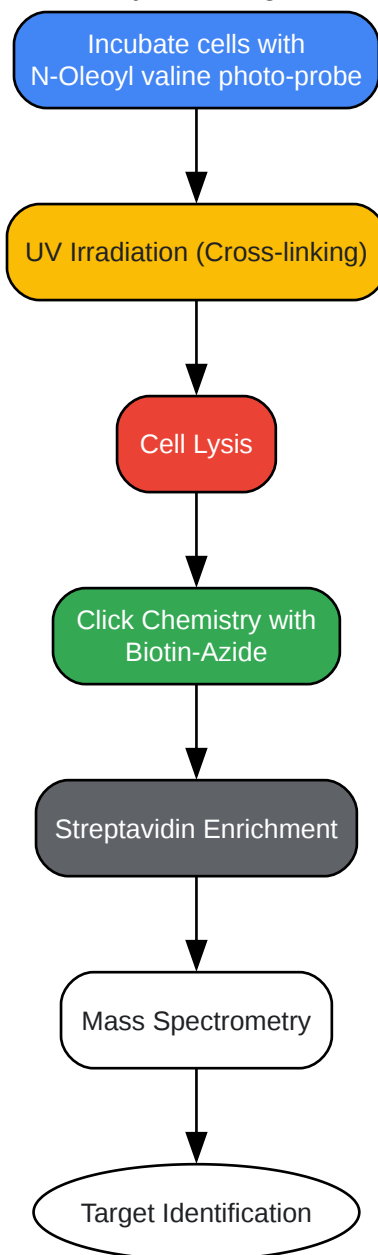 Incubate cells with
N-Oleoyl valine photo-probe
UV Irradiation (Cross-linking)
Cell Lysis
Click Chemistry with
Biotin-Azide
Streptavidin Enrichment
Mass Spectrometry
Target Identification